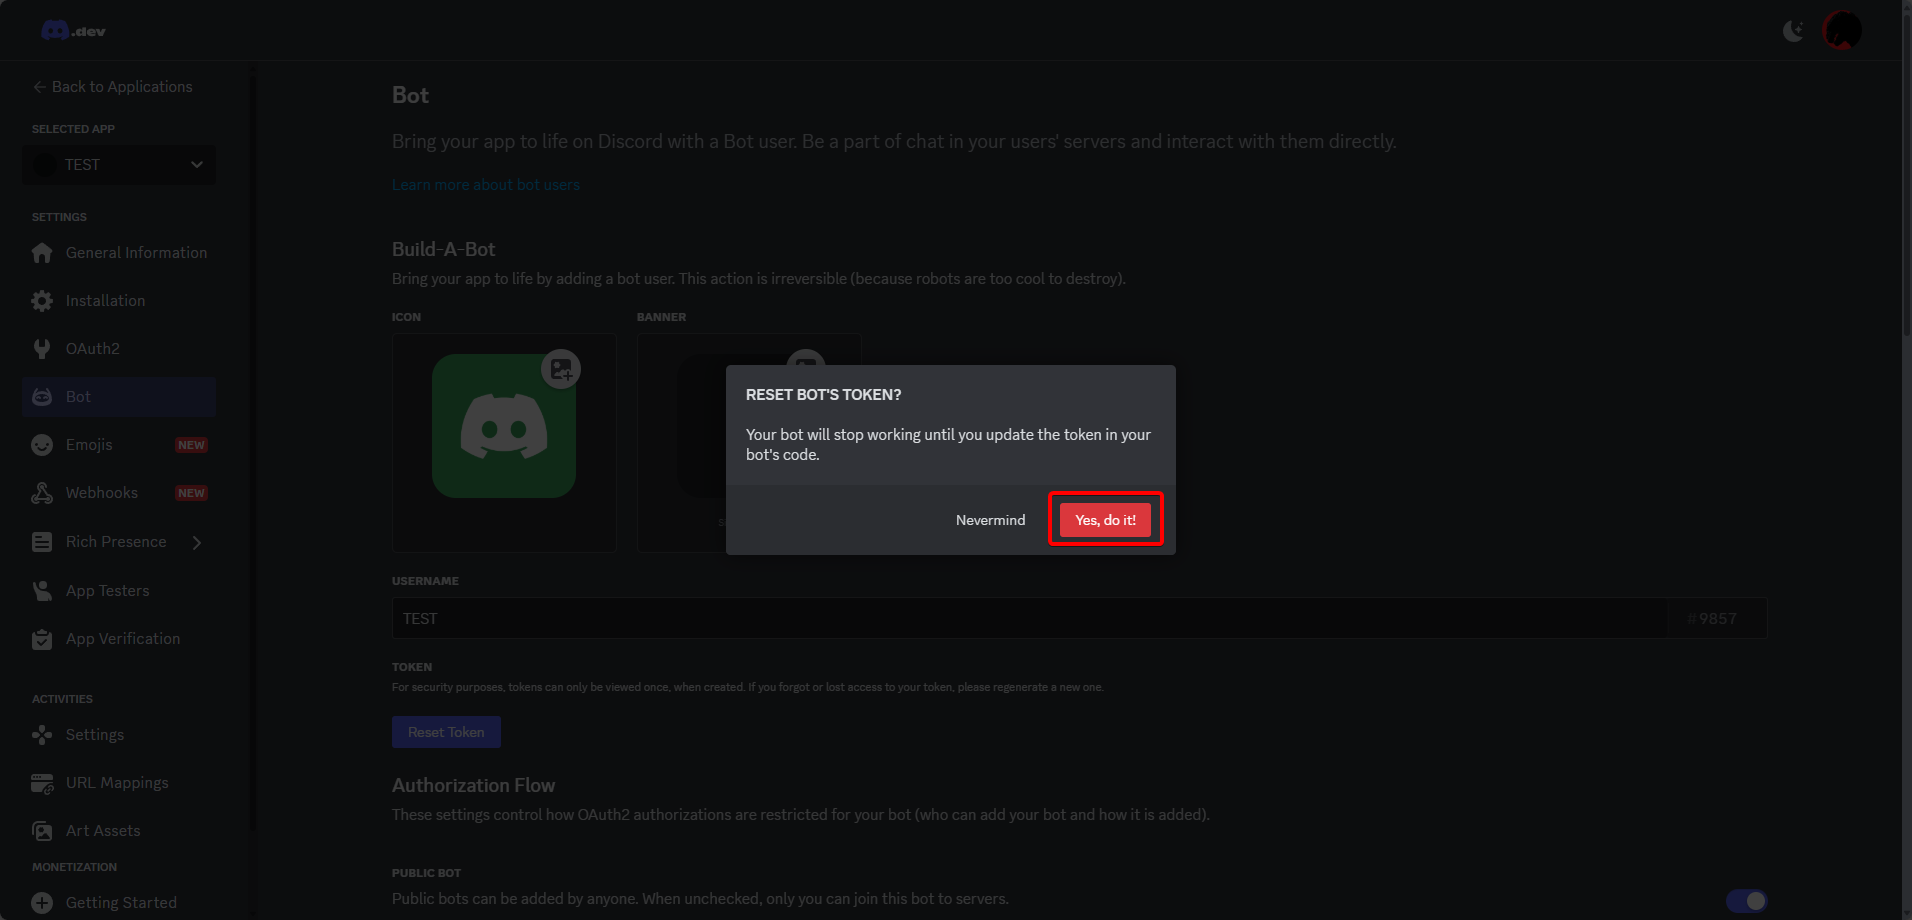 .dev
Back to Applications
SELECTED APP
TEST
SETTINGS
General Information
Installation
OAuth2
Bot
Emojis NEW
Webhooks NEW
Rich Presence
App Testers
App Verification
ACTIVITIES
Settings
URL Mappings
Art Assets
MONETIZATION
Getting Started
Bot
Bring your app to life on Discord with a Bot user. Be a part of chat in your users' servers and interact with them directly.
Learn more about bot users
Build-A-Bot
Bring your app to life by adding a bot user. This action is irreversible (because robots are too cool to destroy).
ICON BANNER
RESET BOT'S TOKEN?
Your bot will stop working until you update the token in your
bot's code.
Nevermind Yes, do it!
USERNAME
TEST #9857
TOKEN
For security purposes, tokens can only be viewed once, when created. If you forgot or lost access to your token, please regenerate a new one.
Reset Token
Authorization Flow
These settings control how OAuth2 authorizations are restricted for your bot (who can add your bot and how it is added).
PUBLIC BOT
Public bots can be added by anyone. When unchecked, only you can join this bot to servers.